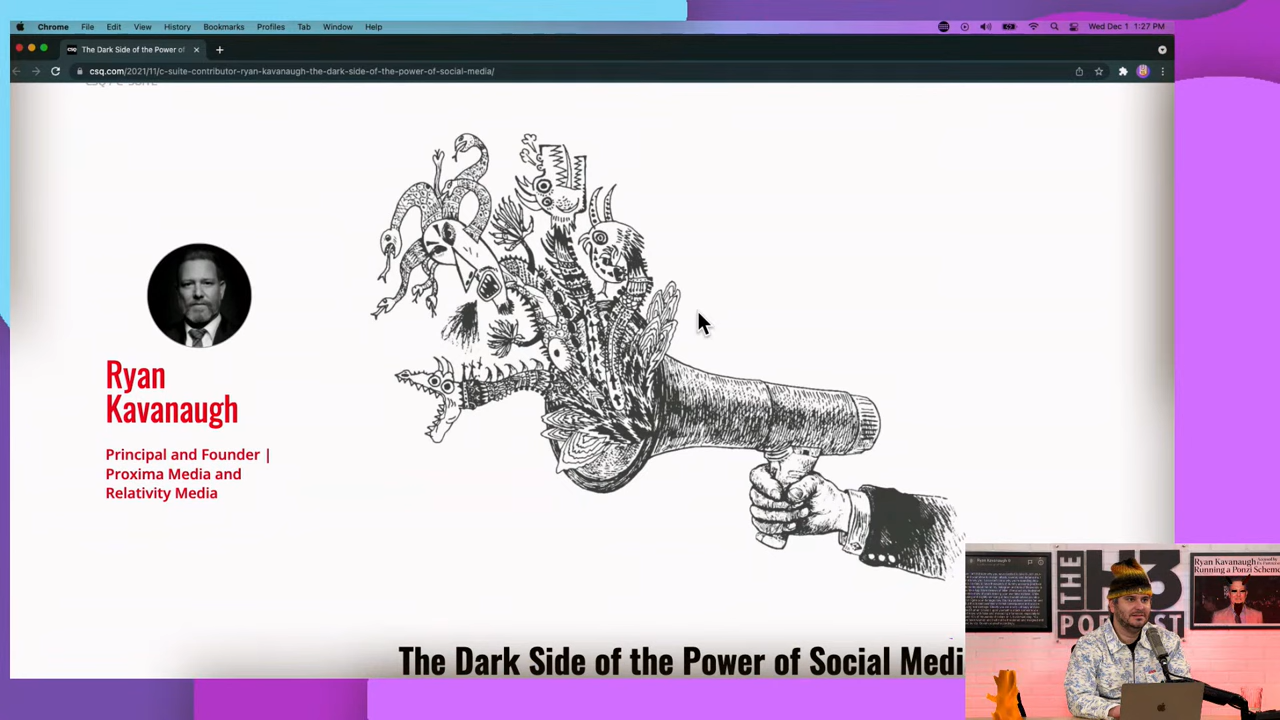 Chrome File Edit View History Bookmarks Profiles Tab Window Help
Wed Dec 1 1:27 PM
csq The Dark Side of the Power of
csq.com/2021/11/c-suite-contributor-ryan-kavanaugh-the-dark-side-of-the-power-of-social-media/
Ryan
Kavanaugh
Principal and Founder |
Proxima Media and
Relativity Media
The Dark Side of the Power of Social Medi
Ryan Kavanaugh
Running a Ponzi Scheme
THE H3 PODCAST